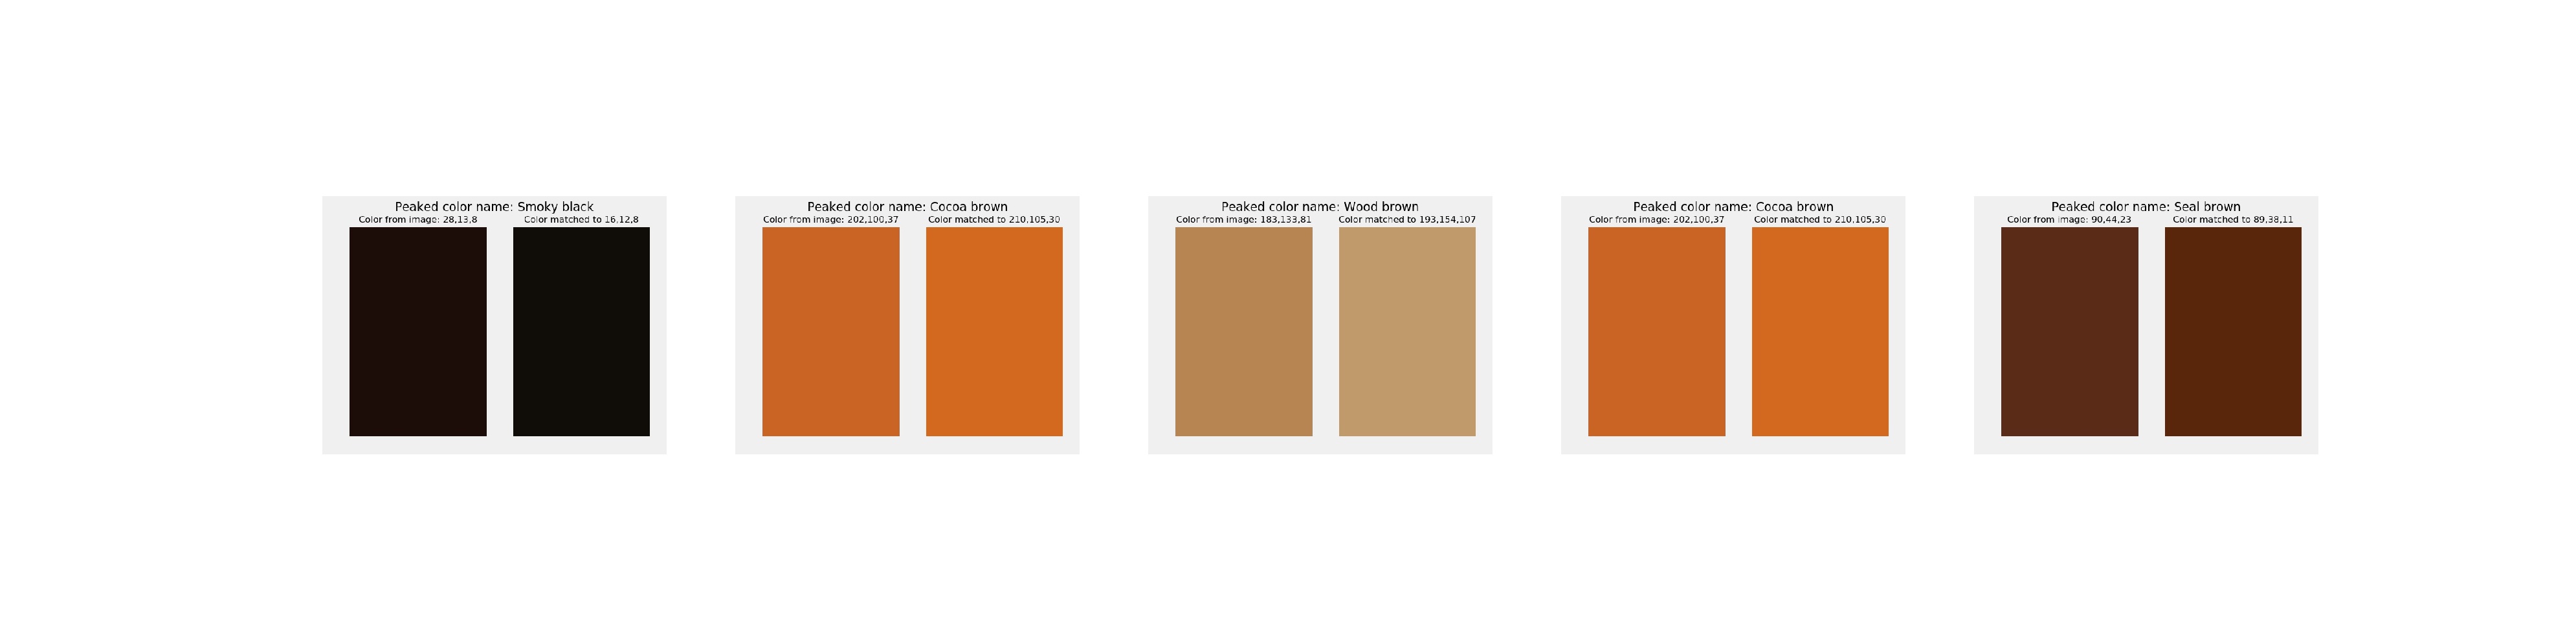 Peaked color name: Smoky black
Color from image: 28,13,8
Color matched to 16,12,8
Peaked color name: Cocoa brown
Color from image: 202,100,37
Color matched to 210,105,30
Peaked color name: Wood brown
Color from image: 183,133,81
Color matched to 193,154,107
Peaked color name: Cocoa brown
Color from image: 202,100,37
Color matched to 210,105,30
Peaked color name: Seal brown
Color from image: 90,44,23
Color matched to 89,38,11